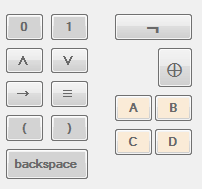 0 1 ¬
∧ ∨ ⊕
→ ≡
A B
( )
C D
backspace